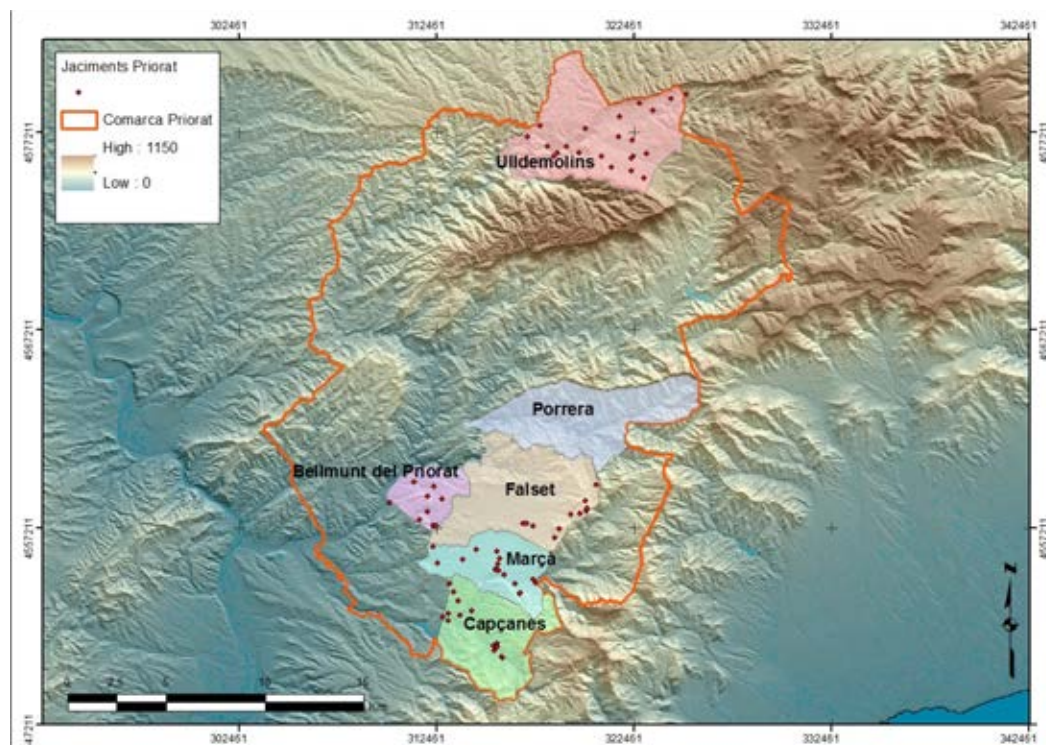 302461 312461 322461 332461 342461
Jaciments Priorat
Comarca Priorat
High : 1150
Low : 0
4577211 4577211
Ulldemolins
4567211 4567211
Porrera
Bellmunt del Priorat
Falset
4557211 4557211
Marçà
Capçanes
Z
0 2,5 5 10
302461 312461 322461 332461 342461